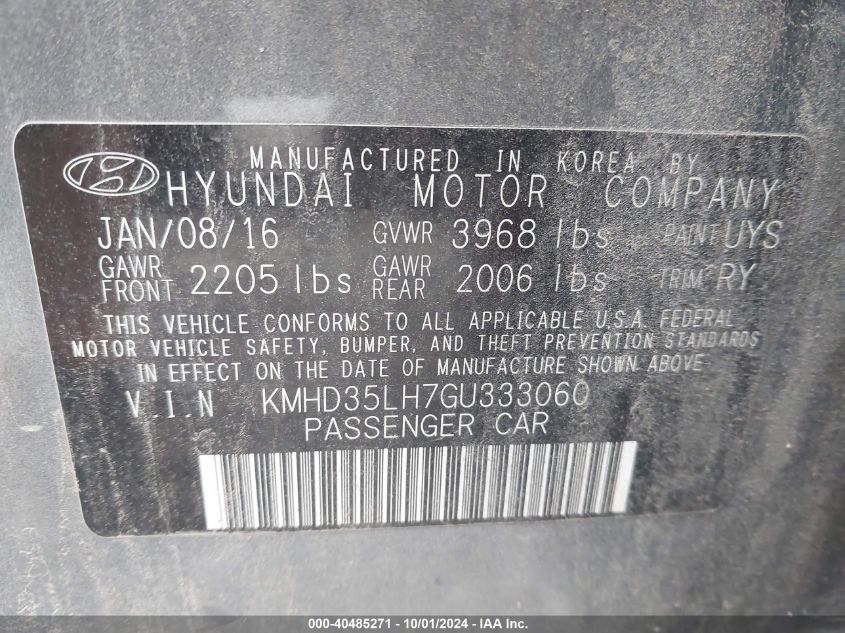 MANUFACTURED IN KOREA BY
HYUNDAI MOTOR COMPANY
JAN/08/16 GVWR 3968 lbs PAINT UYS
GAWR FRONT 2205 lbs GAWR REAR 2006 lbs TRIM RY
THIS VEHICLE CONFORMS TO ALL APPLICABLE U.S.A. FEDERAL
MOTOR VEHICLE SAFETY, BUMPER, AND THEFT PREVENTION STANDARDS
IN EFFECT ON THE DATE OF MANUFACTURE SHOWN ABOVE
V.I.N KMHD35LH7GU333060
PASSENGER CAR
000-40485271 - 10/01/2024 - IAA Inc.